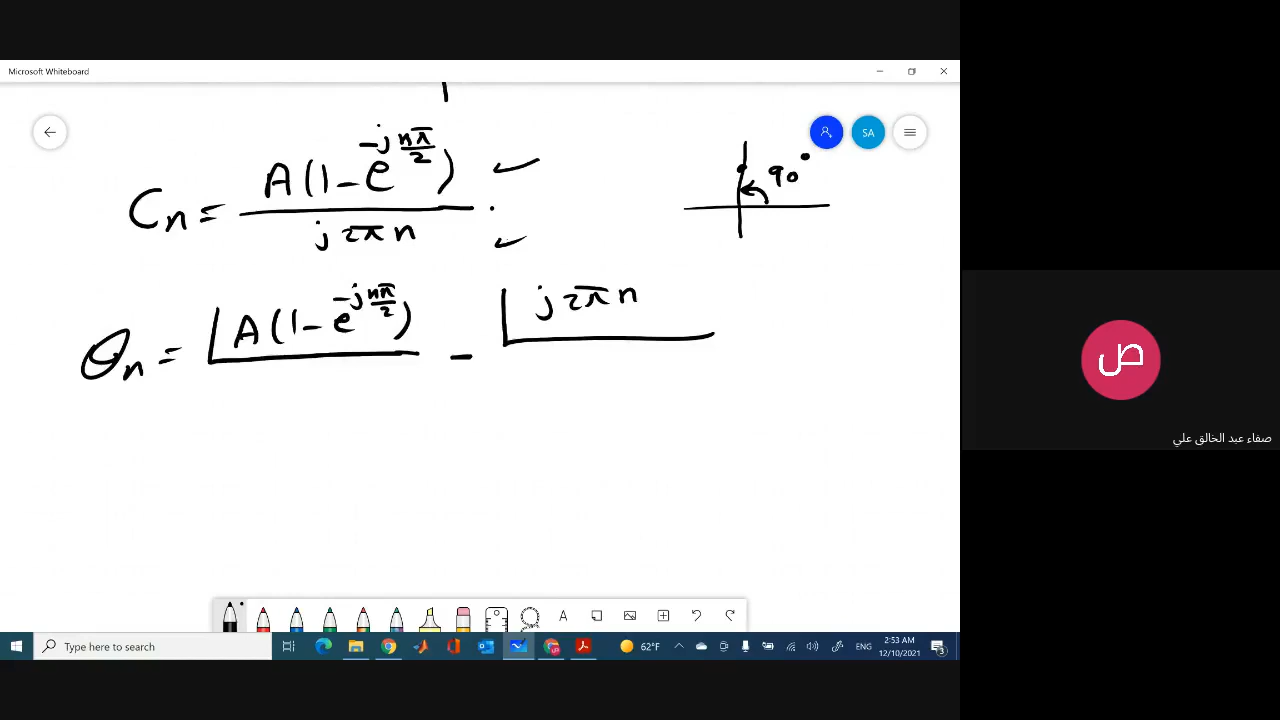 Microsoft Whiteboard
SA
Cn = A(1-e^{-j nπ/2}) / j2πn
90°
θn = ∠A(1-e^{-j nπ/2}) - ∠j2πn
ص
صفاء عبد الخالق علي
A
Type here to search
62°F
ENG
2:53 AM
12/10/2021
3